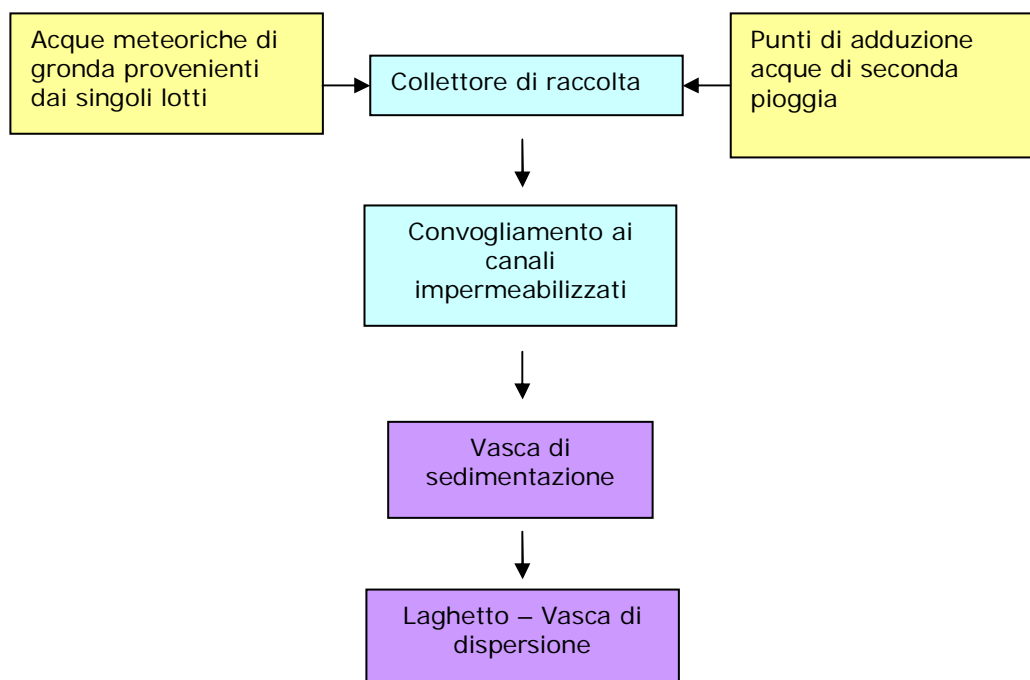 Acque meteoriche di
gronda provenienti
dai singoli lotti
Collettore di raccolta
Punti di adduzione
acque di seconda
pioggia
Convogliamento ai
canali
impermeabilizzati
Vasca di
sedimentazione
Laghetto – Vasca di
dispersione